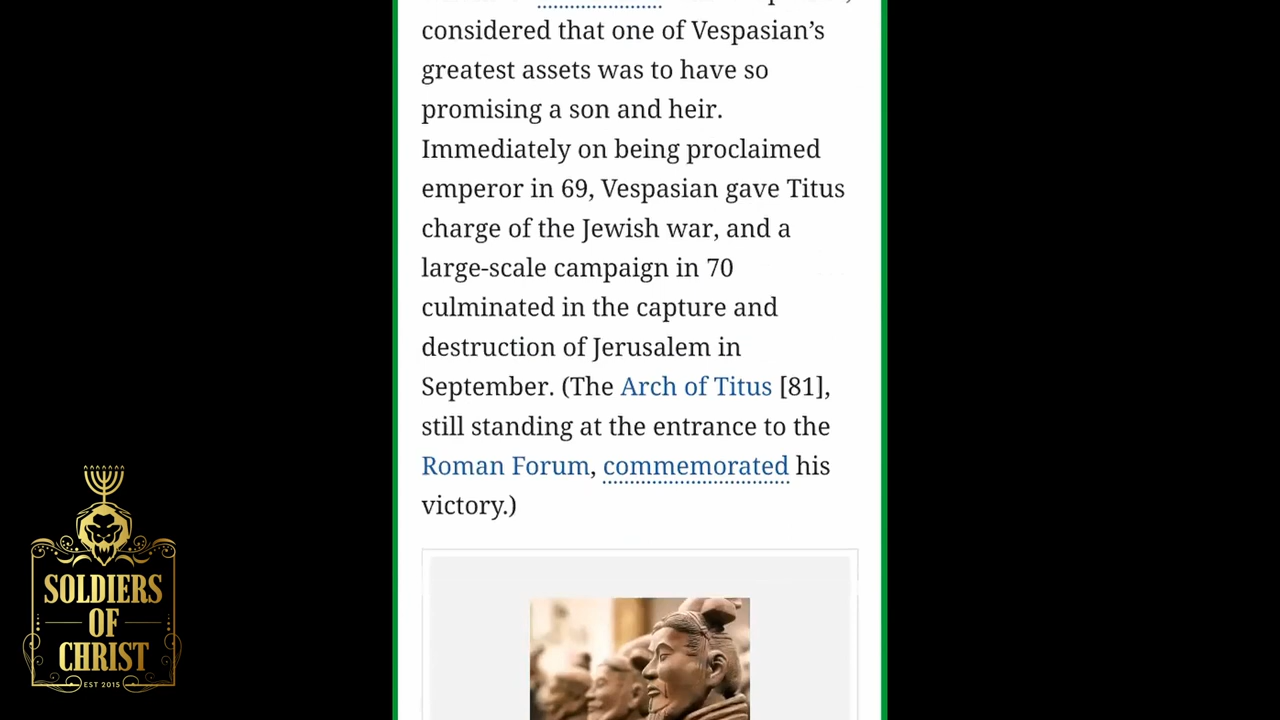 considered that one of Vespasian’s
greatest assets was to have so
promising a son and heir.
Immediately on being proclaimed
emperor in 69, Vespasian gave Titus
charge of the Jewish war, and a
large-scale campaign in 70
culminated in the capture and
destruction of Jerusalem in
September. (The Arch of Titus [81],
still standing at the entrance to the
Roman Forum, commemorated his
victory.)
SOLDIERS
OF
CHRIST
EST 2015